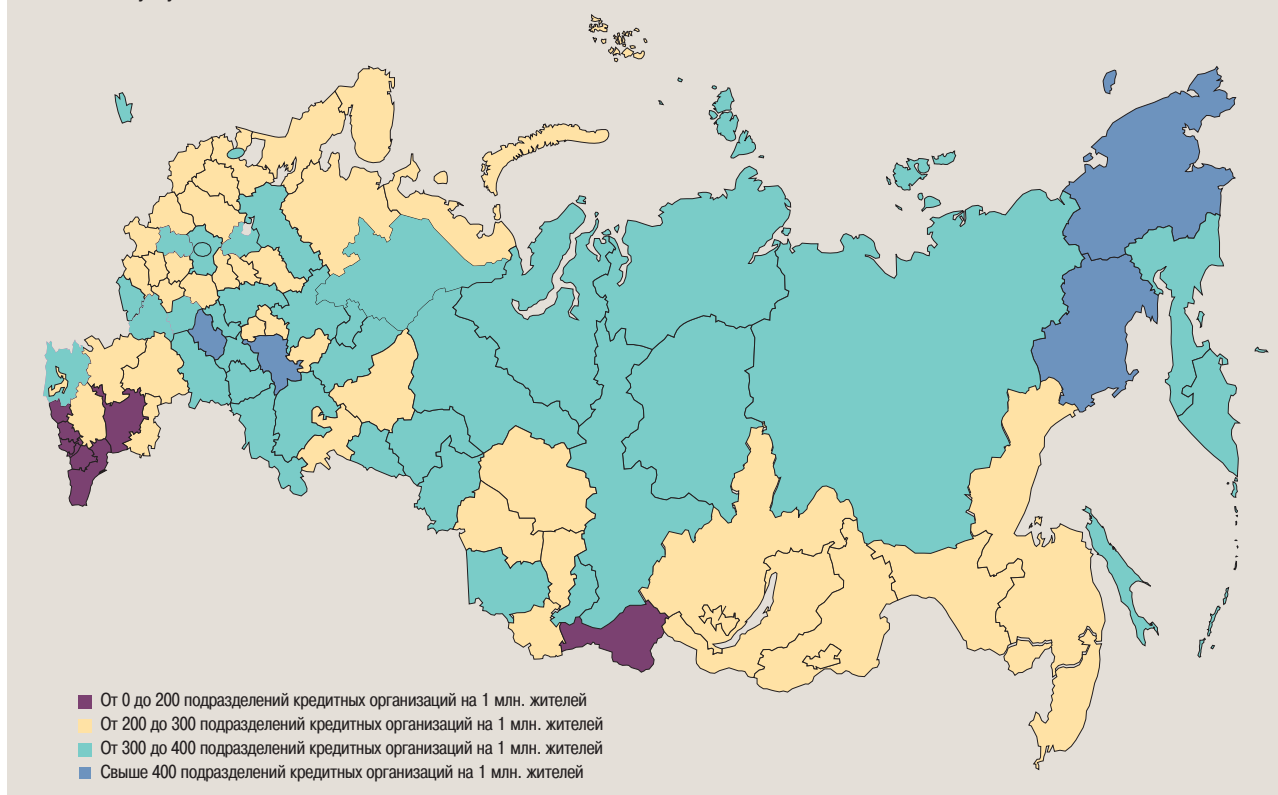 От 0 до 200 подразделений кредитных организаций на 1 млн. жителей
От 200 до 300 подразделений кредитных организаций на 1 млн. жителей
От 300 до 400 подразделений кредитных организаций на 1 млн. жителей
Свыше 400 подразделений кредитных организаций на 1 млн. жителей